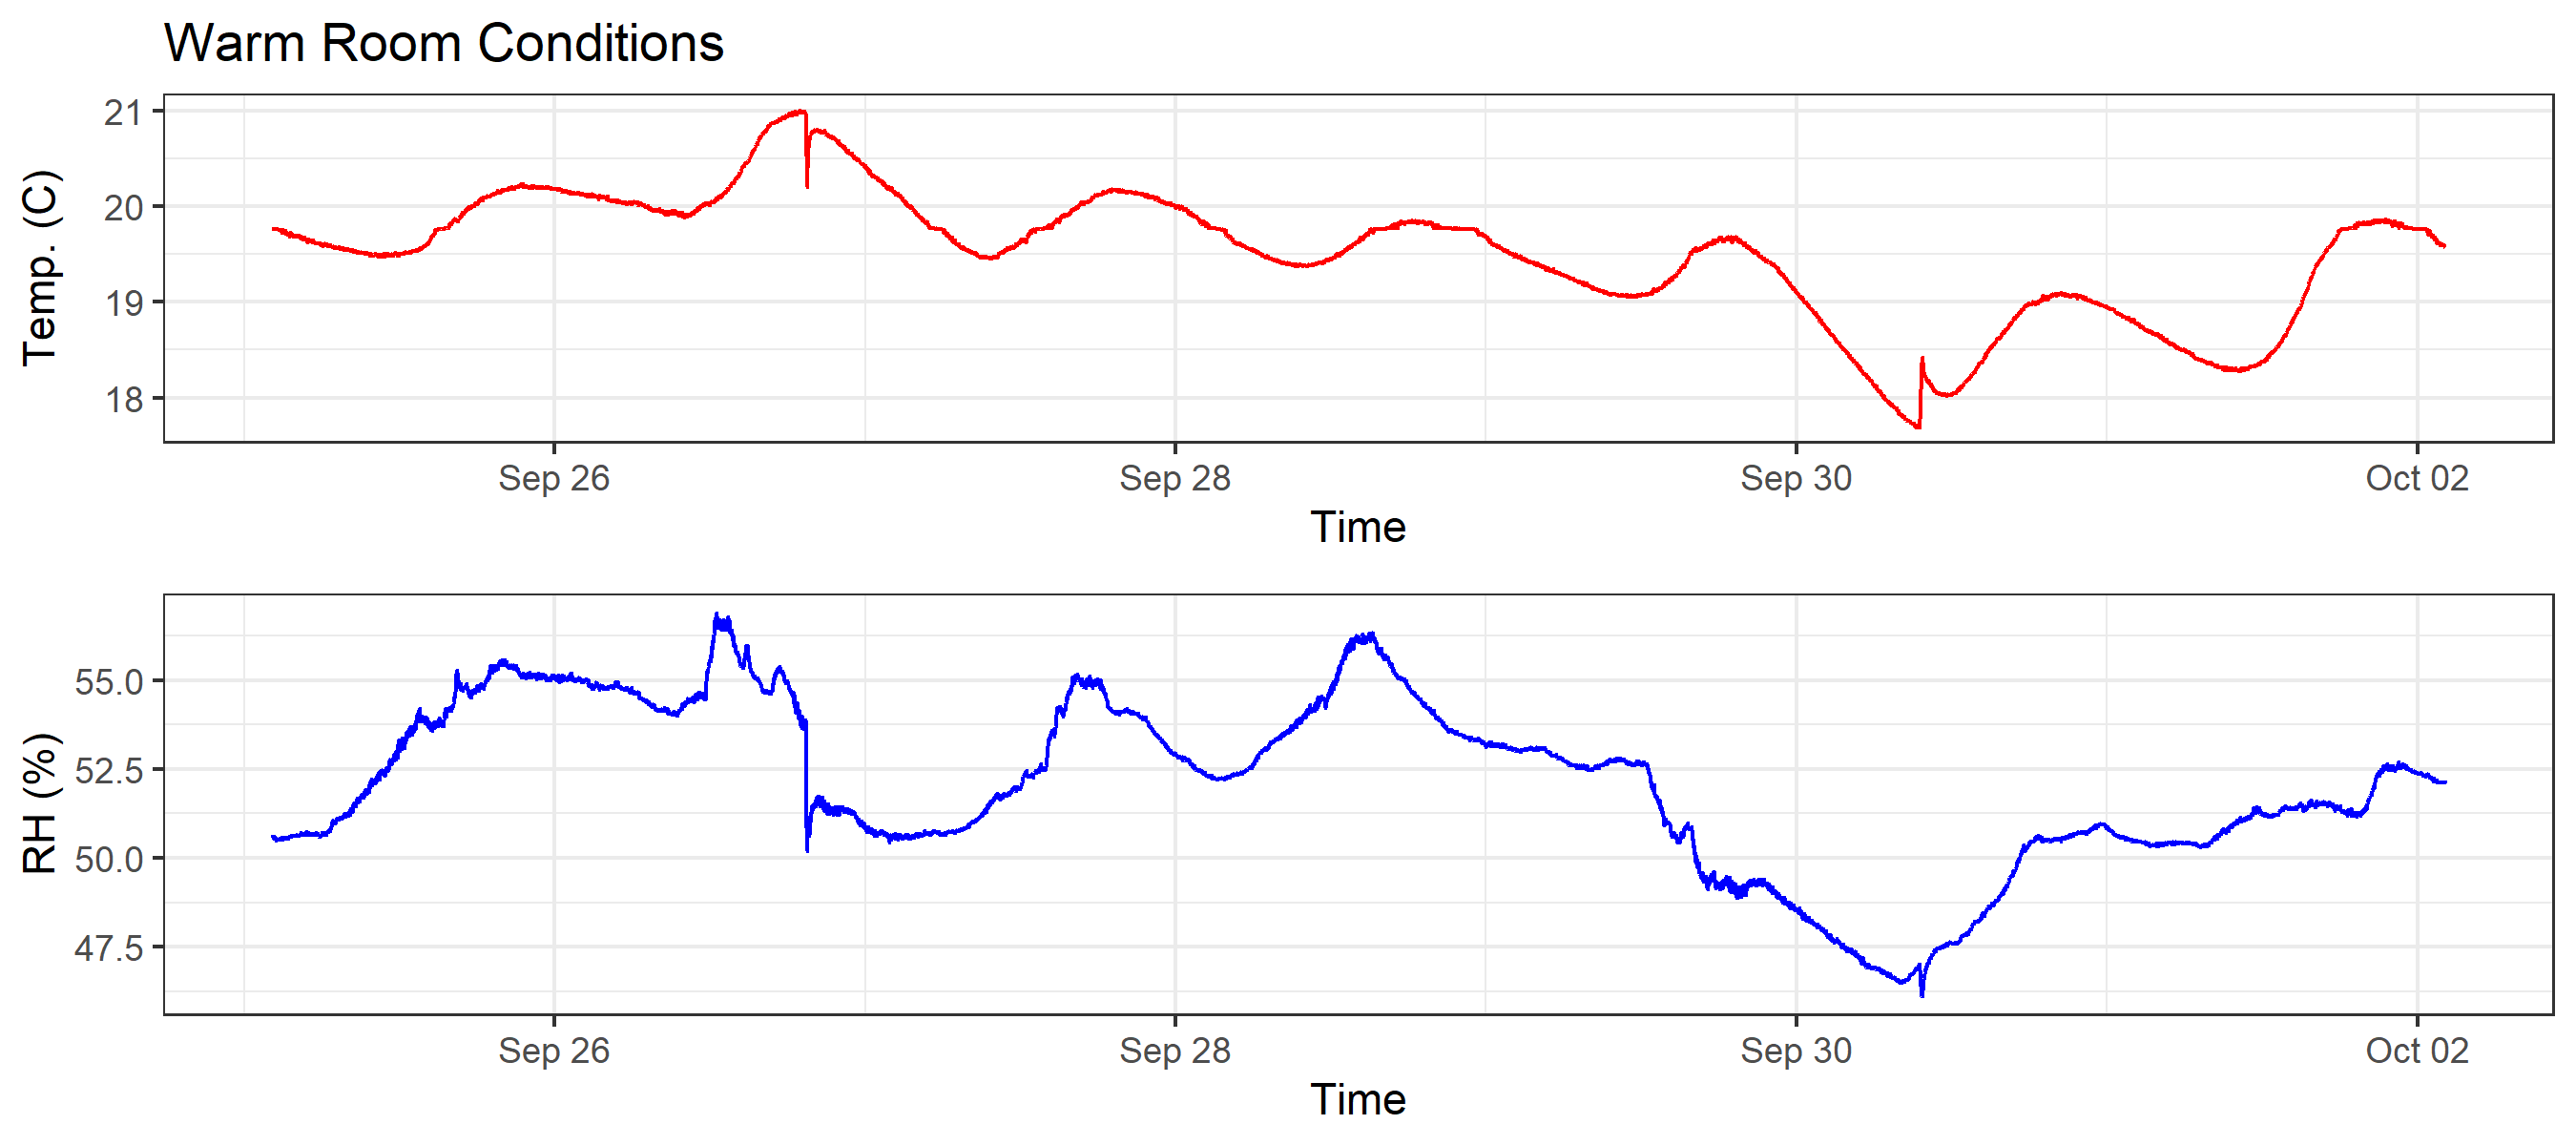 Warm Room Conditions
21
20
19
18
Temp. (C)
Sep 26 Sep 28 Sep 30 Oct 02
Time
55.0
52.5
50.0
47.5
RH (%)
Sep 26 Sep 28 Sep 30 Oct 02
Time